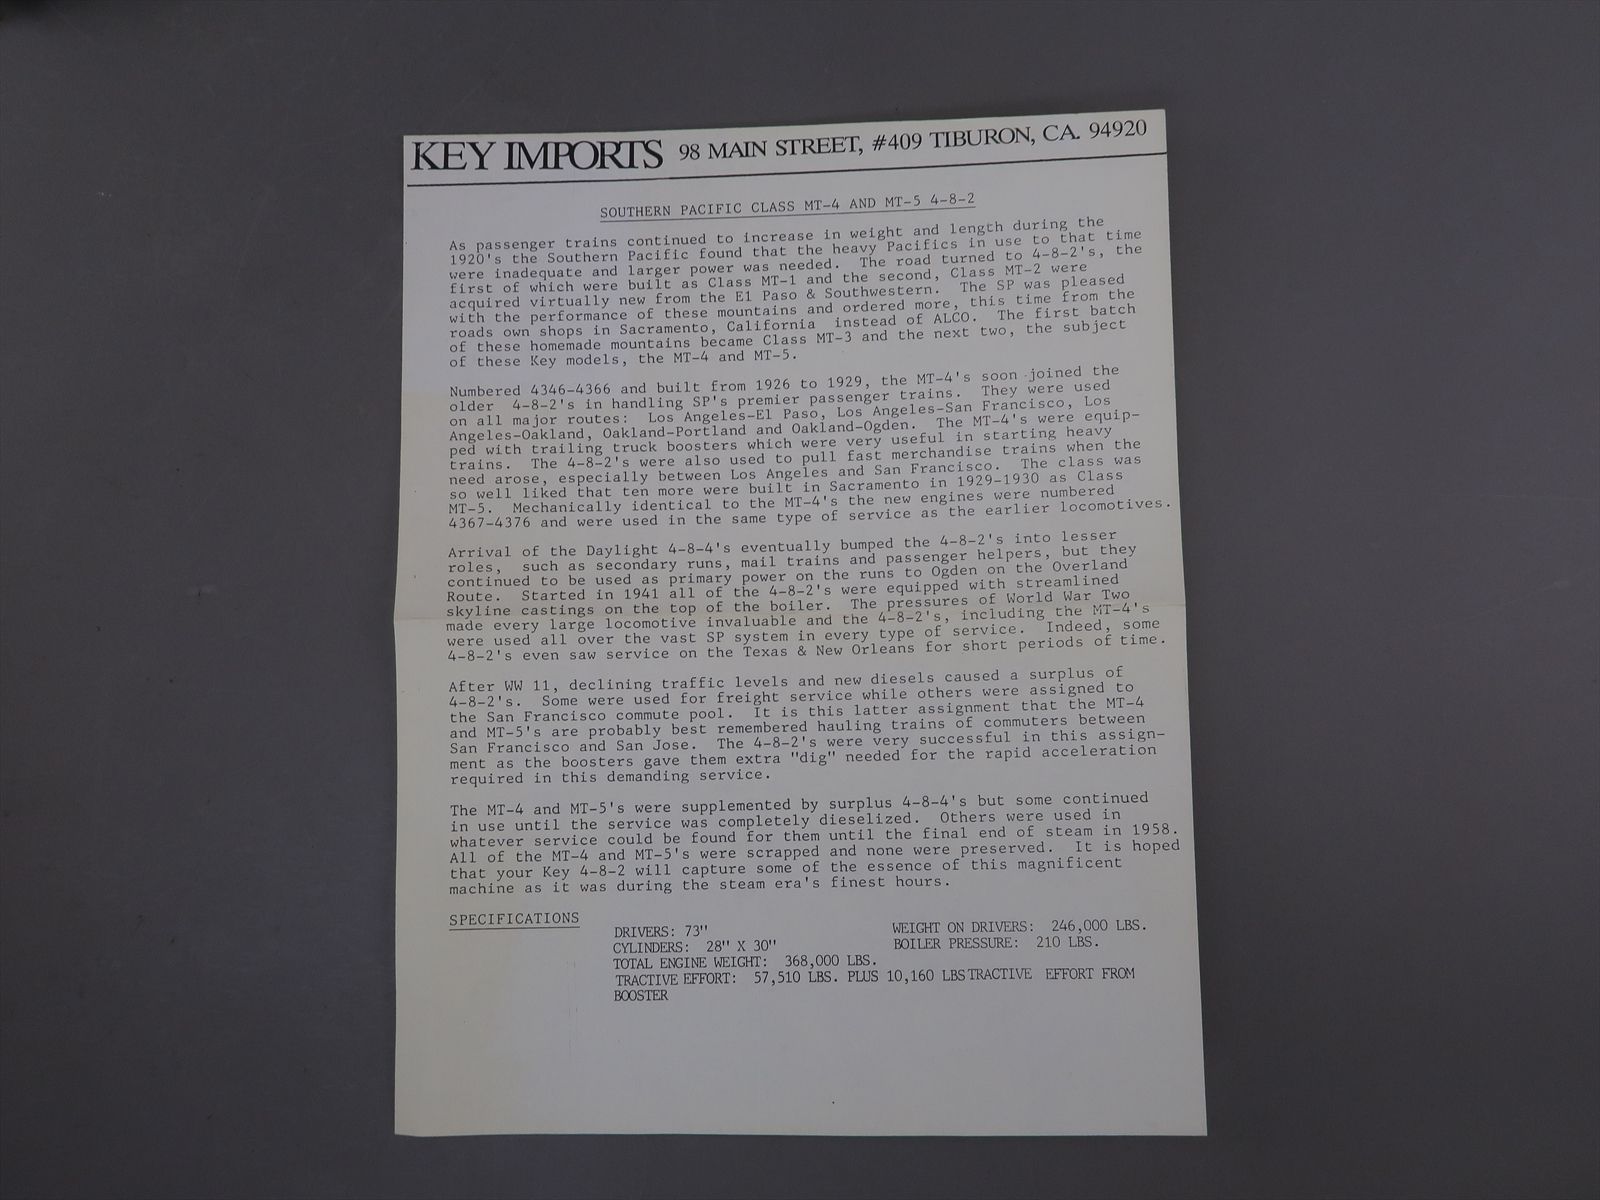 KEY IMPORTS 98 MAIN STREET, #409 TIBURON, CA. 94920
SOUTHERN PACIFIC CLASS MT-4 AND MT-5 4-8-2
As passenger trains continued to increase in weight and length during the
1920's the Southern Pacific found that the heavy Pacifics in use to that time
were inadequate and larger power was needed. The road turned to 4-8-2's, the
first of which were built as Class MT-1 and the second, Class MT-2 were
acquired virtually new from the El Paso & Southwestern. The SP was pleased
with the performance of these mountains and ordered more, this time from the
roads own shops in Sacramento, California instead of ALCO. The first batch
of these homemade mountains became Class MT-3 and the next two, the subject
of these Key models, the MT-4 and MT-5.
Numbered 4346-4366 and built from 1926 to 1929, the MT-4's soon joined the
older 4-8-2's in handling SP's premier passenger trains. They were used
on all major routes: Los Angeles-El Paso, Los Angeles-San Francisco, Los
Angeles-Oakland, Oakland-Portland and Oakland-Ogden. The MT-4's were equip-
ped with trailing truck boosters which were very useful in starting heavy
trains. The 4-8-2's were also used to pull fast merchandise trains when the
need arose, especially between Los Angeles and San Francisco. The class was
so well liked that ten more were built in Sacramento in 1929-1930 as Class
MT-5. Mechanically identical to the MT-4's the new engines were numbered
4367-4376 and were used in the same type of service as the earlier locomotives.
Arrival of the Daylight 4-8-4's eventually bumped the 4-8-2's into lesser
roles, such as secondary runs, mail trains and passenger helpers, but they
continued to be used as primary power on the runs to Ogden on the Overland
Route. Started in 1941 all of the 4-8-2's were equipped with streamlined
skyline castings on the top of the boiler. The pressures of World War Two
made every large locomotive invaluable and the 4-8-2's, including the MT-4's
were used all over the vast SP system in every type of service. Indeed, some
4-8-2's even saw service on the Texas & New Orleans for short periods of time.
After WW 11, declining traffic levels and new diesels caused a surplus of
4-8-2's. Some were used for freight service while others were assigned to
the San Francisco commute pool. It is this latter assignment that the MT-4
and MT-5's are probably best remembered hauling trains of commuters between
San Francisco and San Jose. The 4-8-2's were very successful in this assign-
ment as the boosters gave them extra "dig" needed for the rapid acceleration
required in this demanding service.
The MT-4 and MT-5's were supplemented by surplus 4-8-4's but some continued
in use until the service was completely dieselized. Others were used in
whatever service could be found for them until the final end of steam in 1958.
All of the MT-4 and MT-5's were scrapped and none were preserved. It is hoped
that your Key 4-8-2 will capture some of the essence of this magnificent
machine as it was during the steam era's finest hours.
SPECIFICATIONS
DRIVERS: 73" WEIGHT ON DRIVERS: 246,000 LBS.
CYLINDERS: 28" X 30" BOILER PRESSURE: 210 LBS.
TOTAL ENGINE WEIGHT: 368,000 LBS.
TRACTIVE EFFORT: 57,510 LBS. PLUS 10,160 LBS TRACTIVE EFFORT FROM
BOOSTER